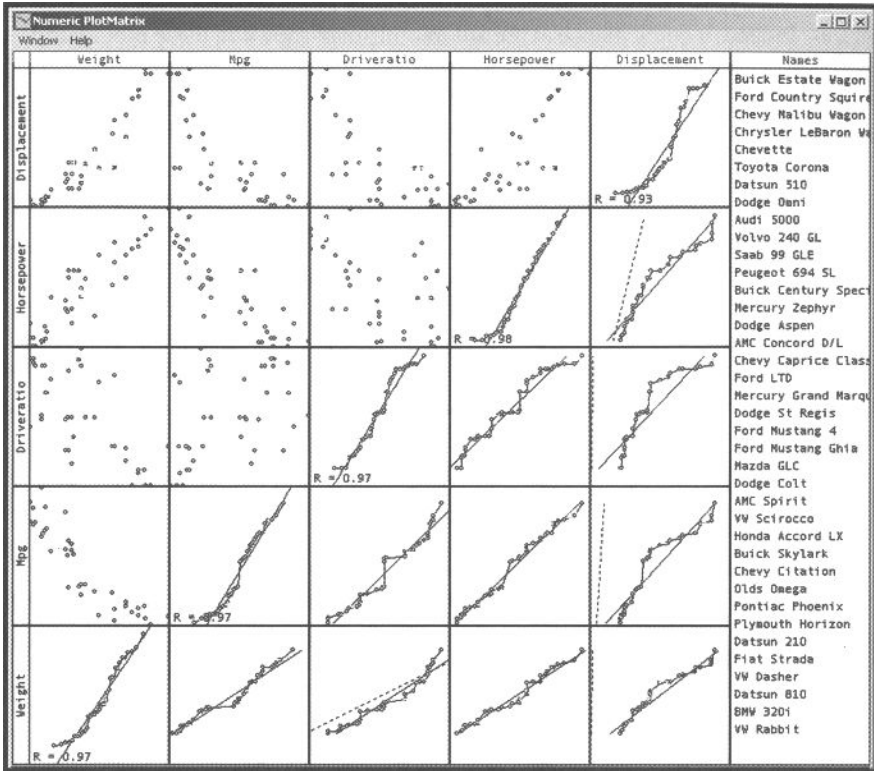 Numeric PlotMatrix
Window Help
Weight Mpg Driveratio Horsepower Displacement Names
Displacement
R = 0.93
Horsepower
R = 0.98
Driveratio
R = 0.97
Mpg
R = 0.97
Weight
R = 0.97
Buick Estate Wagon
Ford Country Squire
Chevy Malibu Wagon
Chrysler LeBaron Wa
Chevette
Toyota Corona
Datsun 510
Dodge Omni
Audi 5000
Volvo 240 GL
Saab 99 GLE
Peugeot 694 SL
Buick Century Speci
Mercury Zephyr
Dodge Aspen
AMC Concord D/L
Chevy Caprice Class
Ford LTD
Mercury Grand Marqu
Dodge St Regis
Ford Mustang 4
Ford Mustang Ghia
Mazda GLC
Dodge Colt
AMC Spirit
VW Scirocco
Honda Accord LX
Buick Skylark
Chevy Citation
Olds Omega
Pontiac Phoenix
Plymouth Horizon
Datsun 210
Fiat Strada
VW Dasher
Datsun 810
BMW 320i
VW Rabbit